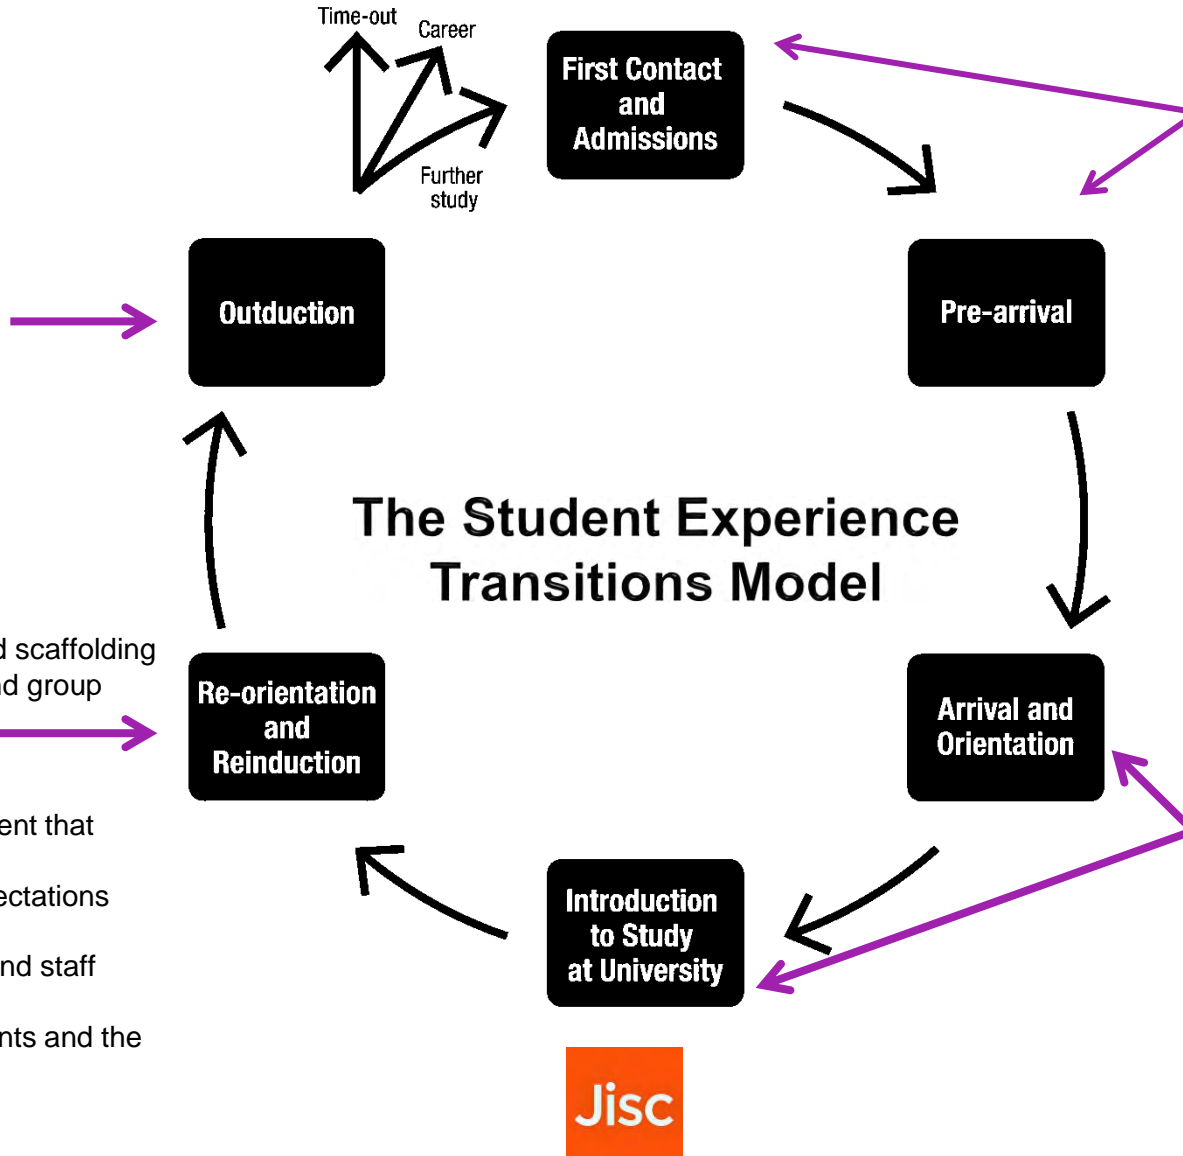 Time-out
Career
Further
study
First Contact
and
Admissions
Pre-arrival
Outduction
The Student Experience
Transitions Model
d scaffolding
nd group
Re-orientation
and
Reinduction
Arrival and
Orientation
ent that
ectations
nd staff
nts and the
Introduction
to Study
at University
Jisc